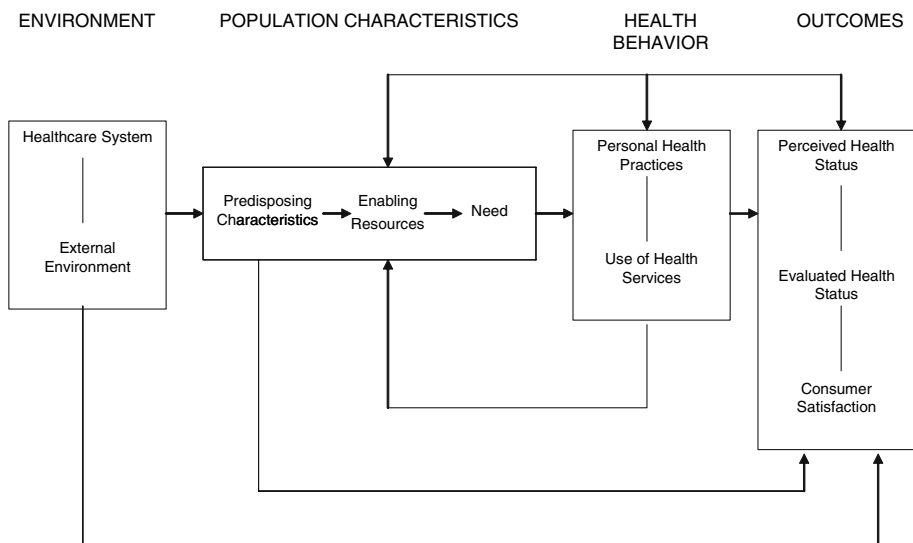 ENVIRONMENT
POPULATION CHARACTERISTICS
HEALTH
BEHAVIOR
OUTCOMES
Healthcare System
External
Environment
Predisposing
Characteristics
Enabling
Resources
Need
Personal Health
Practices
Use of Health
Services
Perceived Health
Status
Evaluated Health
Status
Consumer
Satisfaction